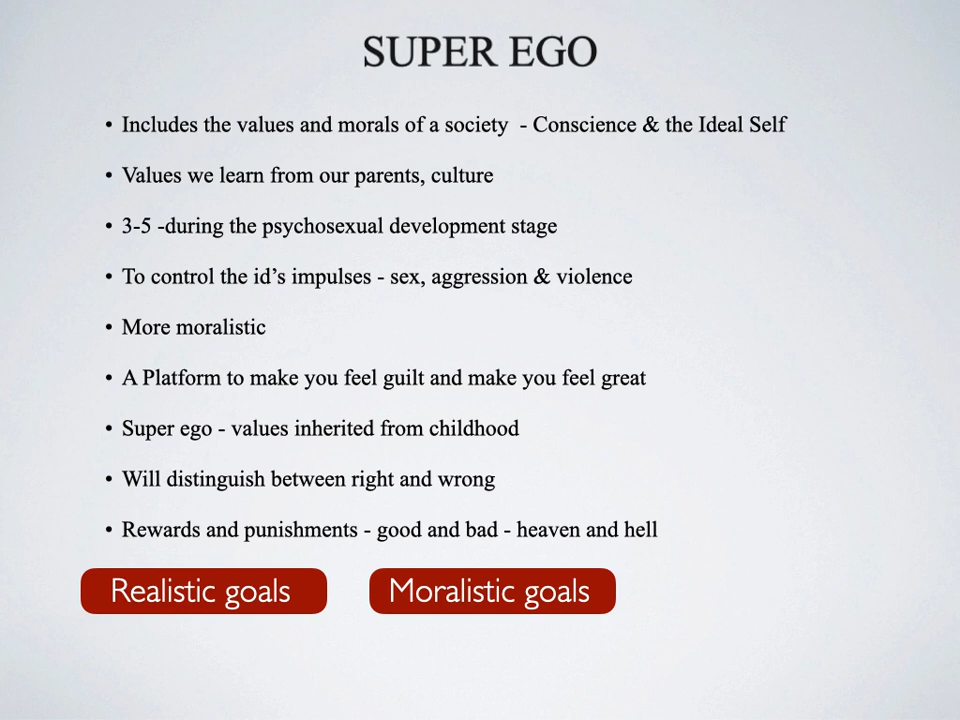 SUPER EGO
• Includes the values and morals of a society - Conscience & the Ideal Self
• Values we learn from our parents, culture
• 3-5 -during the psychosexual development stage
• To control the id’s impulses - sex, aggression & violence
• More moralistic
• A Platform to make you feel guilt and make you feel great
• Super ego - values inherited from childhood
• Will distinguish between right and wrong
• Rewards and punishments - good and bad - heaven and hell
Realistic goals
Moralistic goals